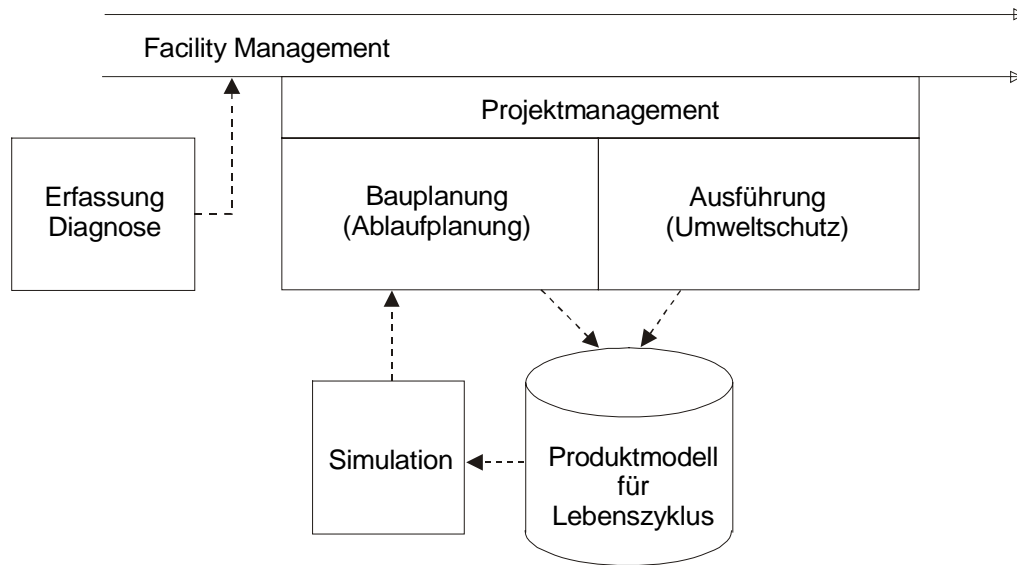 Facility Management
Projektmanagement
Erfassung
Diagnose
Bauplanung
(Ablaufplanung)
Ausführung
(Umweltschutz)
Simulation
Produktmodell
für
Lebenszyklus